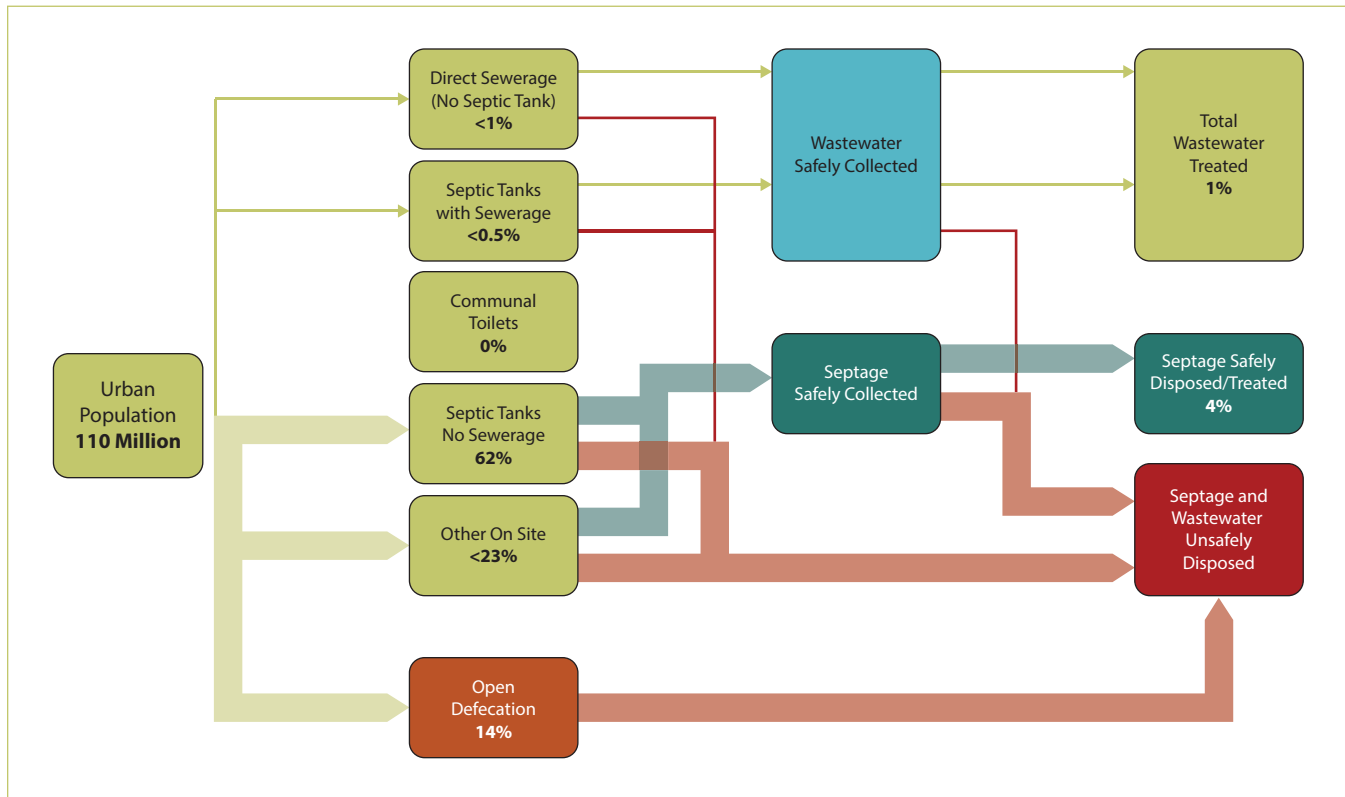 Urban
Population
110 Million
Direct Sewerage
(No Septic Tank)
<1%
Septic Tanks
with Sewerage
<0.5%
Communal
Toilets
0%
Septic Tanks
No Sewerage
62%
Other On Site
<23%
Open
Defecation
14%
Wastewater
Safely Collected
Septage
Safely Collected
Total
Wastewater
Treated
1%
Septage Safely
Disposed/Treated
4%
Septage and
Wastewater
Unsafely
Disposed